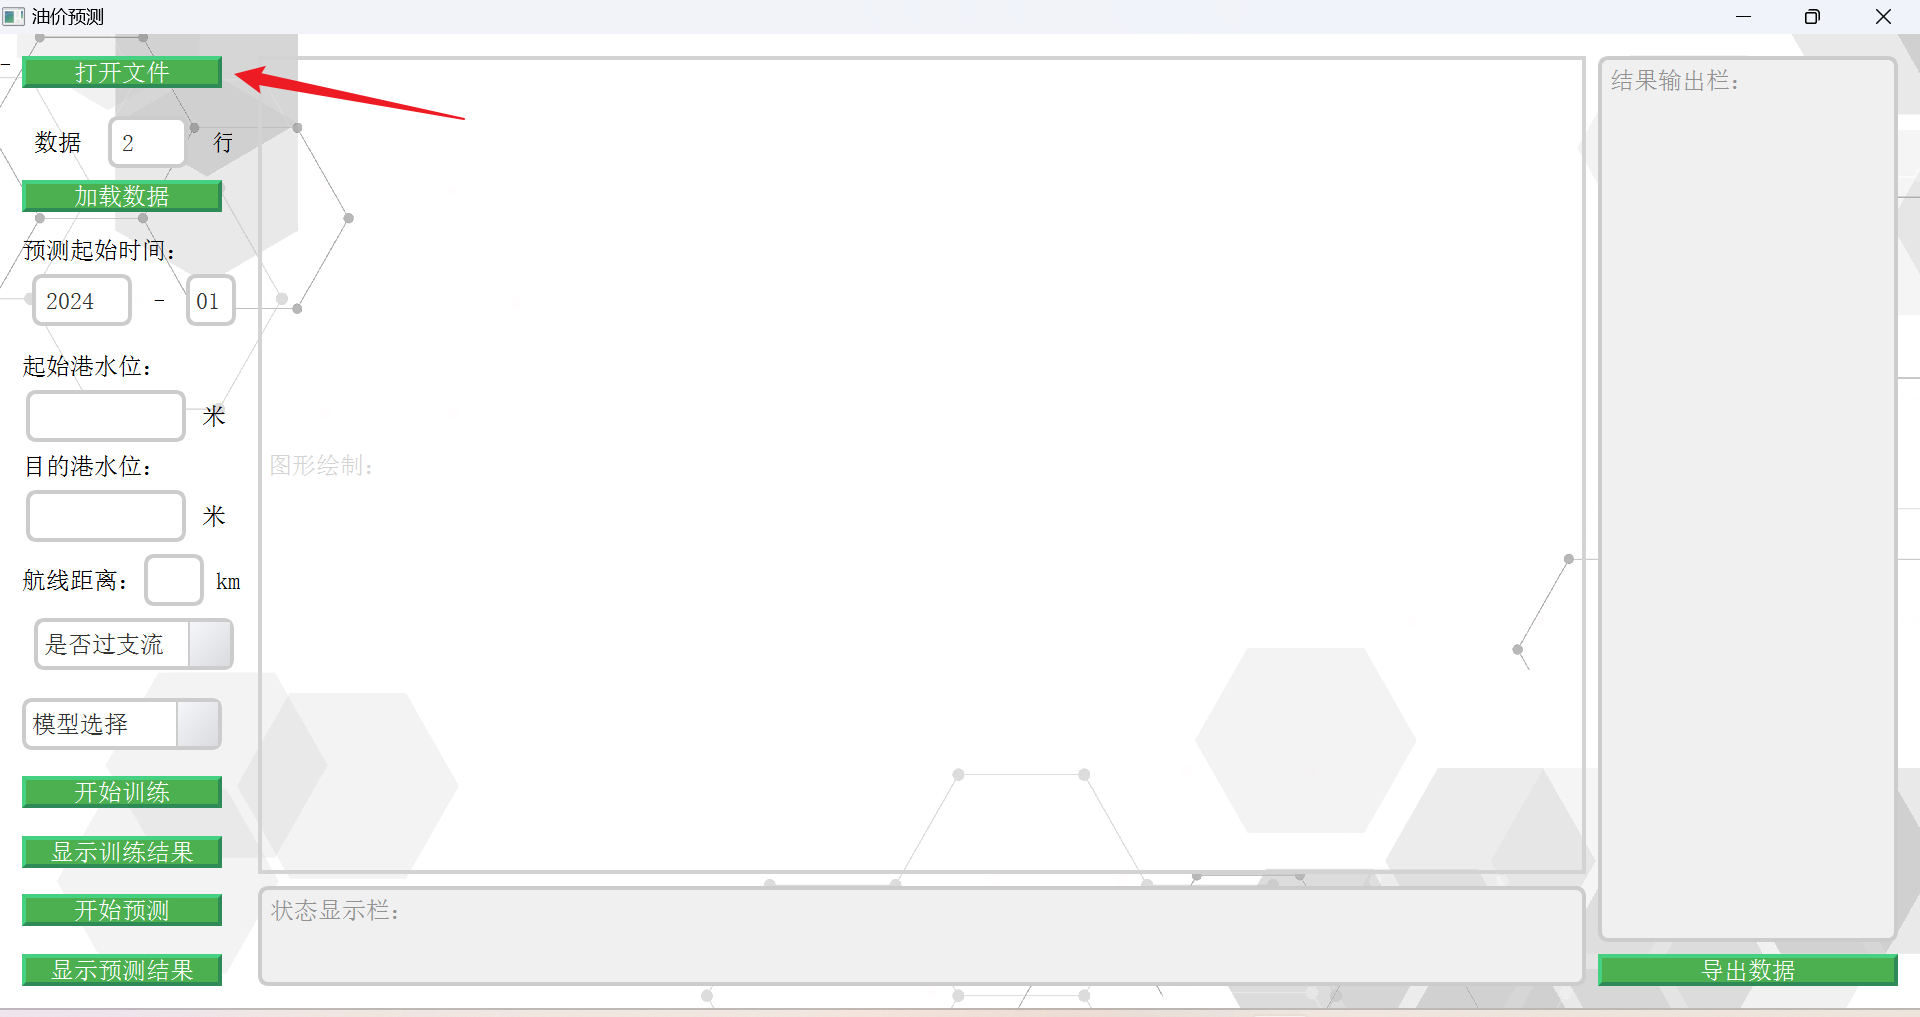 油价预测
打开文件
数据 2 行
加载数据
预测起始时间：
2024 - 01
起始港水位：
米
目的港水位：
米
航线距离： km
是否过支流
模型选择
开始训练
显示训练结果
开始预测
显示预测结果
图形绘制：
状态显示栏：
结果输出栏：
导出数据